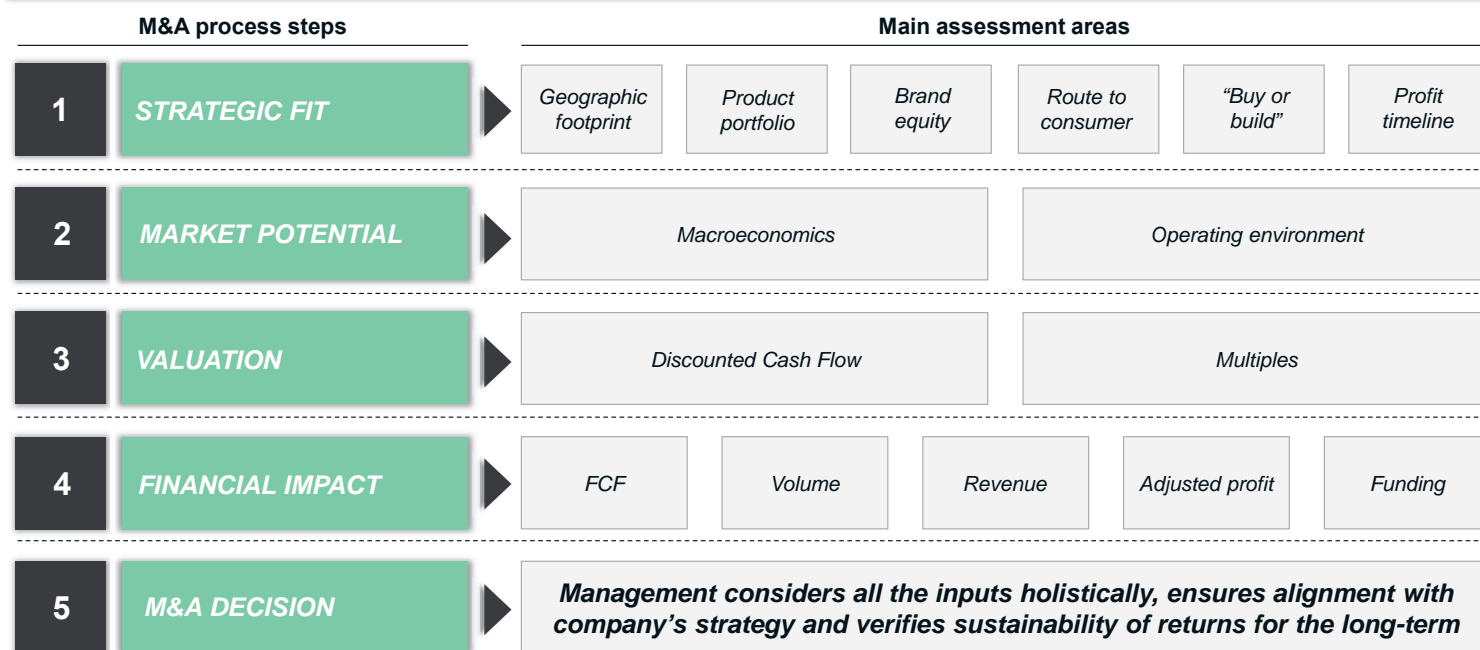 M&A process steps
Main assessment areas
1
STRATEGIC FIT
Geographic
footprint
Product
portfolio
Brand
equity
Route to
consumer
“Buy or
build”
Profit
timeline
2
MARKET POTENTIAL
Macroeconomics
Operating environment
3
VALUATION
Discounted Cash Flow
Multiples
4
FINANCIAL IMPACT
FCF
Volume
Revenue
Adjusted profit
Funding
5
M&A DECISION
Management considers all the inputs holistically, ensures alignment with
company’s strategy and verifies sustainability of returns for the long-term